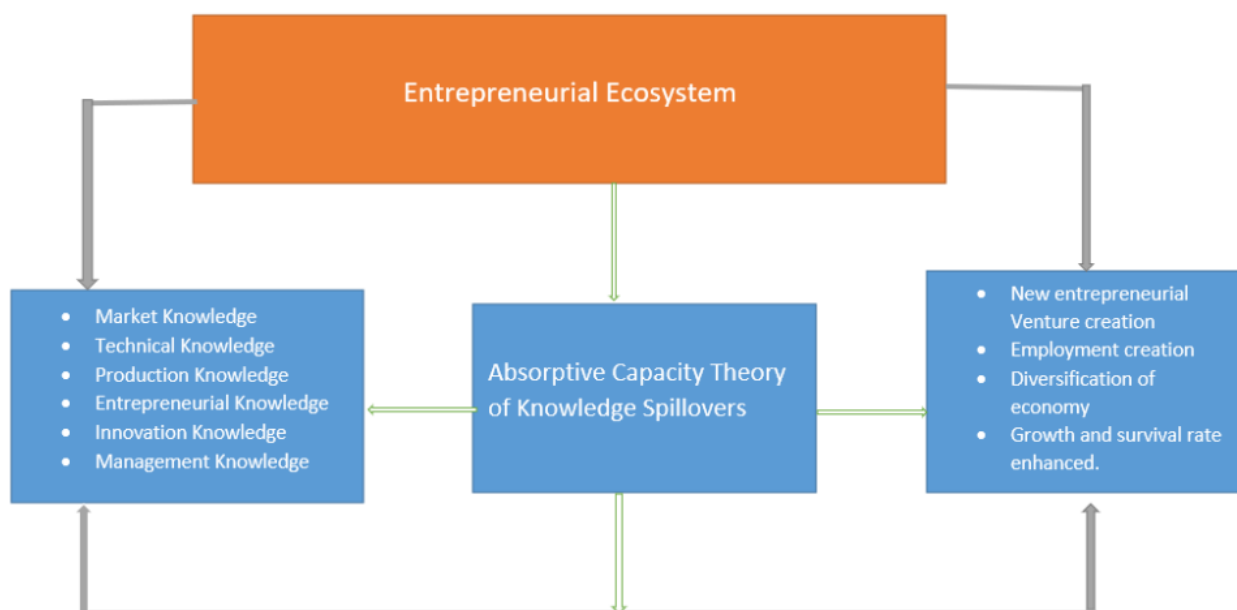 Entrepreneurial Ecosystem
• Market Knowledge
• Technical Knowledge
• Production Knowledge
• Entrepreneurial Knowledge
• Innovation Knowledge
• Management Knowledge
Absorptive Capacity Theory
of Knowledge Spillovers
• New entrepreneurial
Venture creation
• Employment creation
• Diversification of
economy
• Growth and survival rate
enhanced.